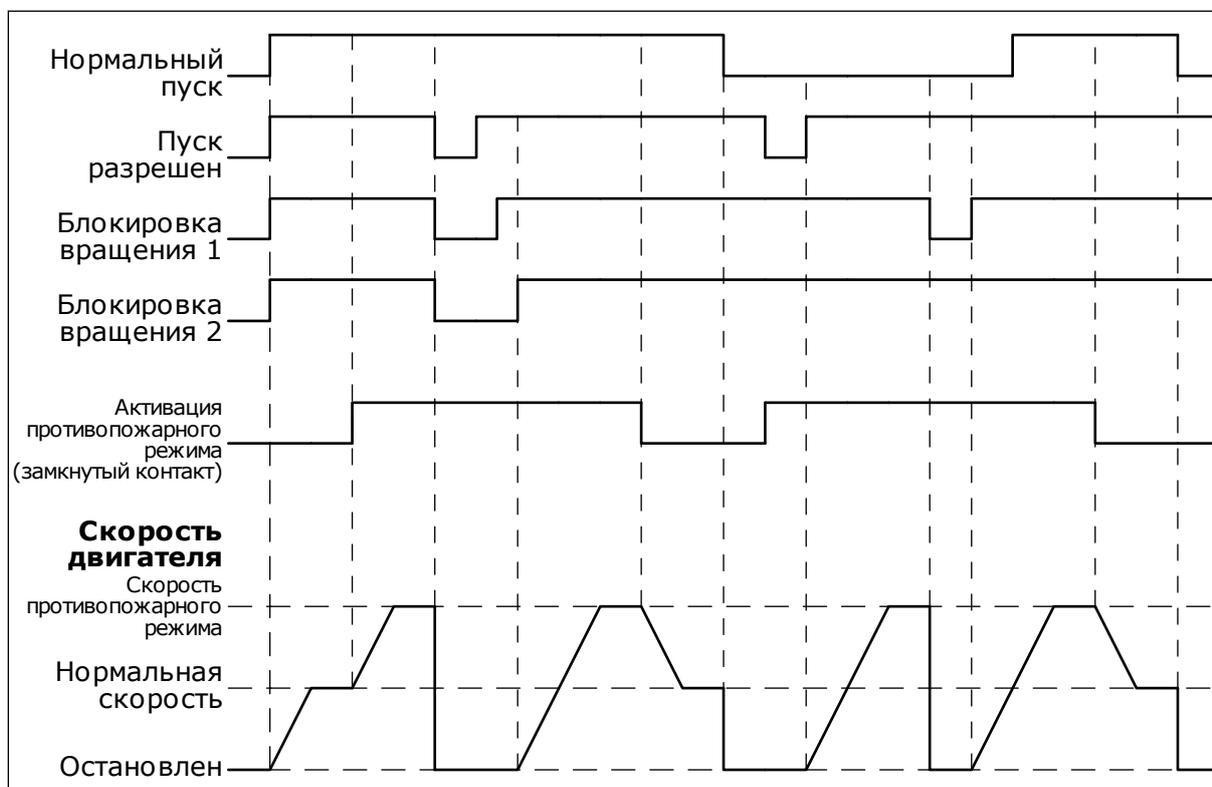 Нормальный
пуск
Пуск
разрешен
Блокировка
вращения 1
Блокировка
вращения 2
Активация
противопожарного
режима
(замкнутый контакт)
Скорость
двигателя
Скорость
противопожарного
режима
Нормальная
скорость
Остановлен